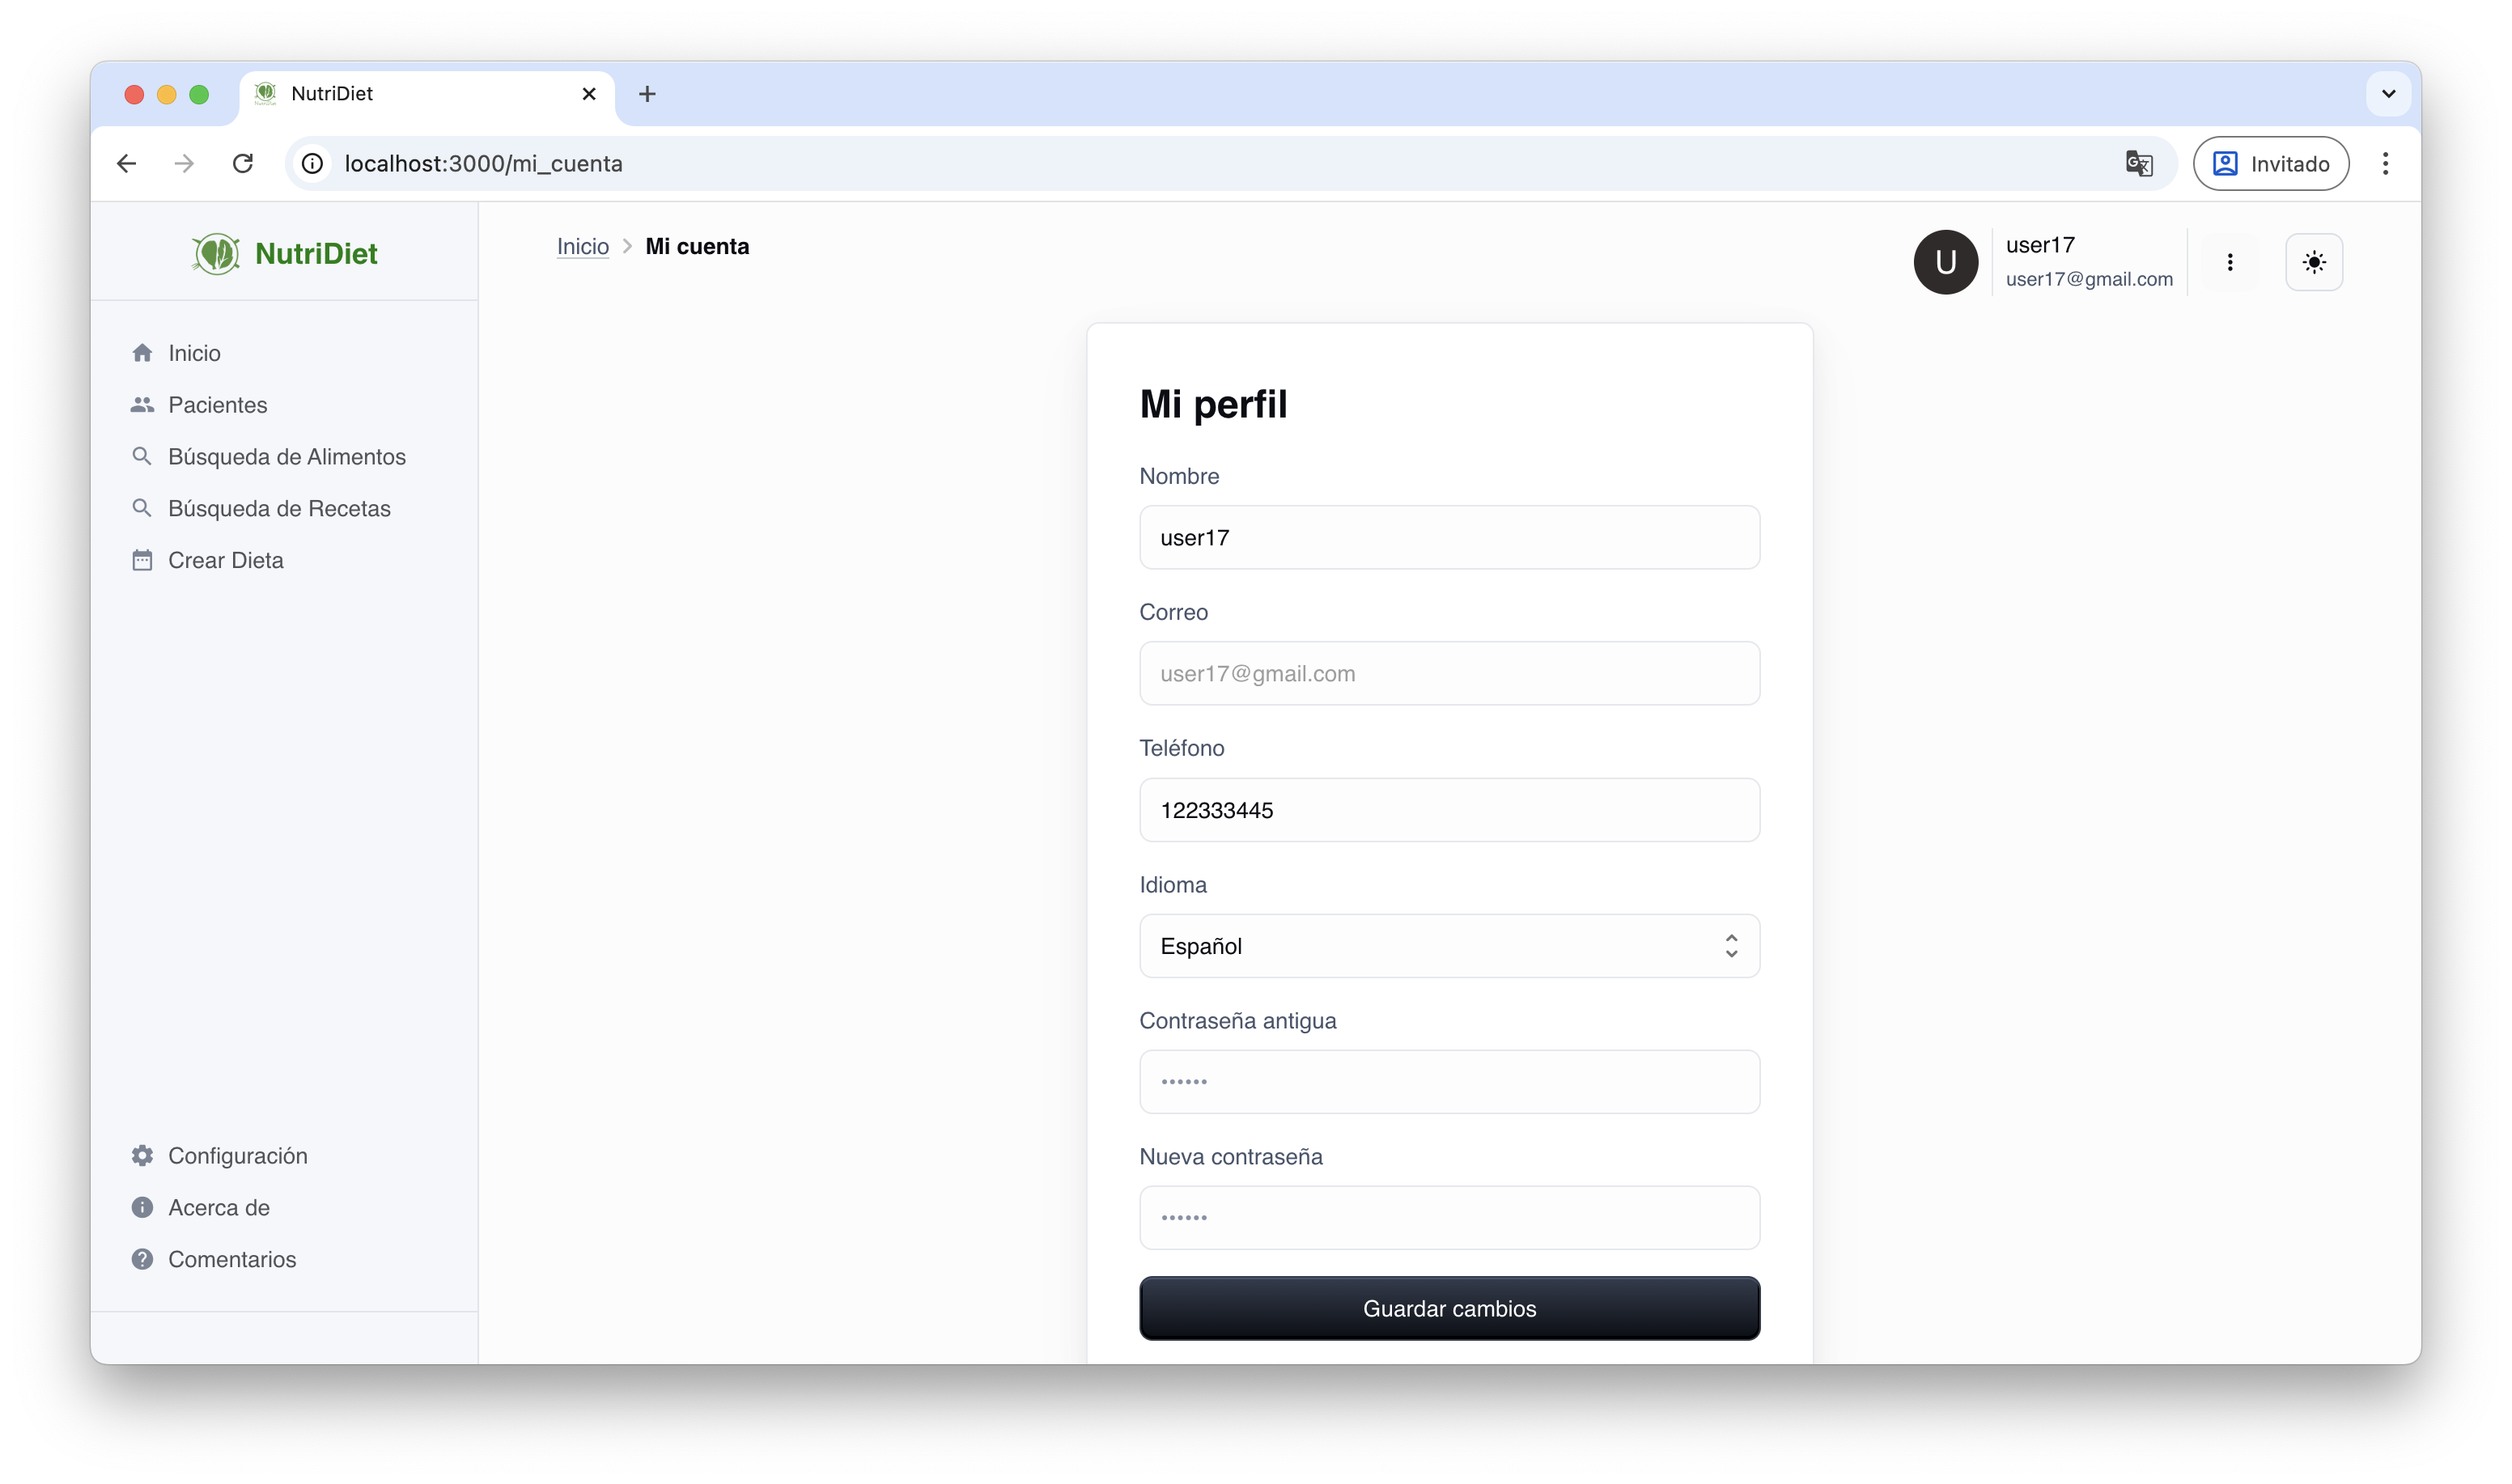 NutriDiet
localhost:3000/mi_cuenta
Invitado
NutriDiet
Inicio
Pacientes
Búsqueda de Alimentos
Búsqueda de Recetas
Crear Dieta
Configuración
Acerca de
Comentarios
Inicio > Mi cuenta
U
user17
user17@gmail.com
Mi perfil
Nombre
user17
Correo
user17@gmail.com
Teléfono
122333445
Idioma
Español
Contraseña antigua
••••••
Nueva contraseña
••••••
Guardar cambios